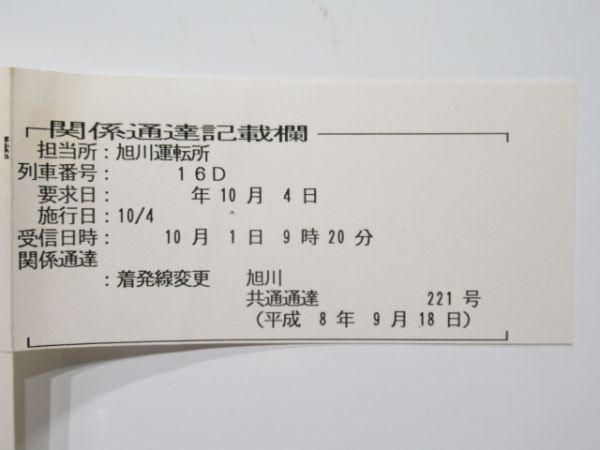 関係通達記載欄
担当所：旭川運転所
列車番号： 16D
要求日： 年 10 月 4 日
施行日：10/4
受信日時： 10 月 1 日 9 時 20 分
関係通達
：着発線変更 旭川
共通通達 221 号
（平成 8 年 9 月 18 日）